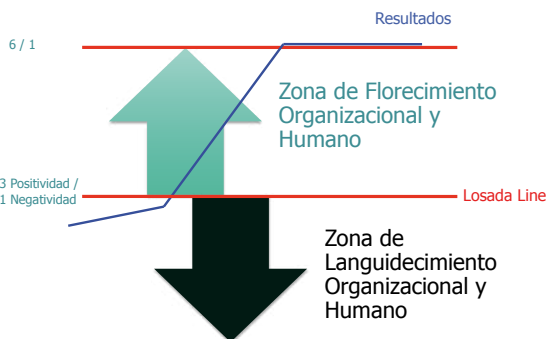 Resultados
6 / 1
Zona de Florecimiento
Organizacional y
Humano
3 Positividad /
1 Negatividad
Losada Line
Zona de
Languidecimiento
Organizacional y
Humano